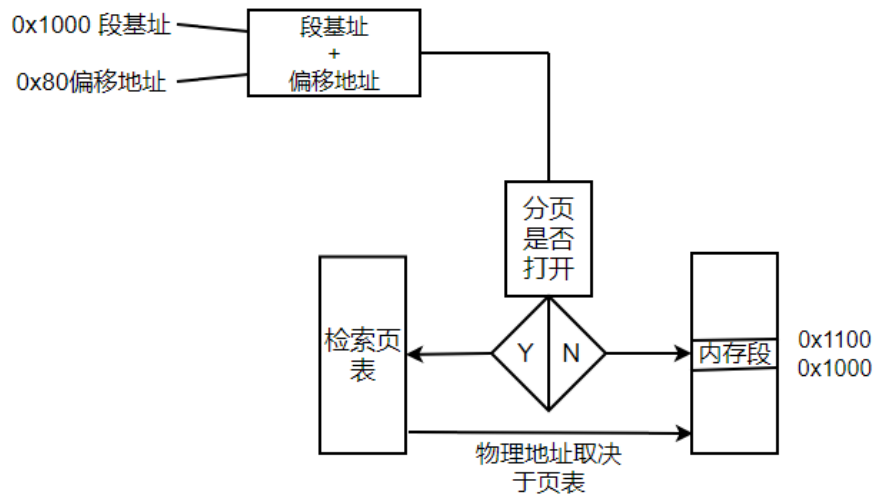 0x1000 段基址
0x80偏移地址
段基址
+
偏移地址
分页
是否
打开
检索页
表
Y
N
内存段
0x1100
0x1000
物理地址取决
于页表